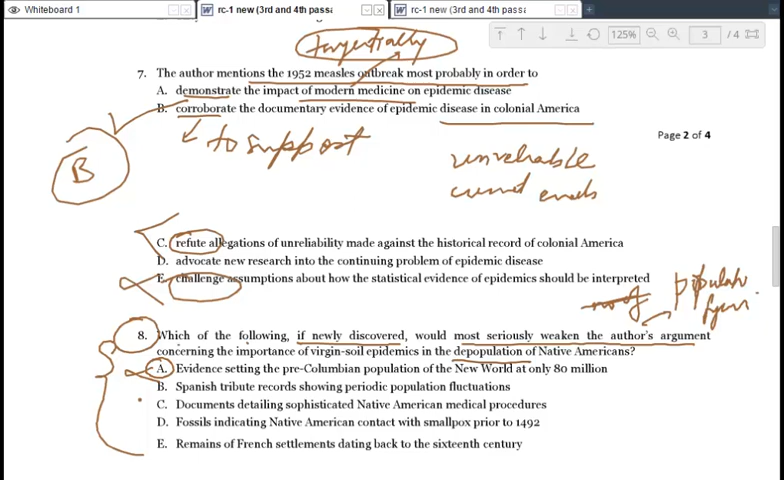 Whiteboard 1
rc-1 new (3rd and 4th passa
rc-1 new (3rd and 4th passa
125%
3 / 4
tangentially
7. The author mentions the 1952 measles outbreak most probably in order to
A. demonstrate the impact of modern medicine on epidemic disease
B. corroborate the documentary evidence of epidemic disease in colonial America
Page 2 of 4
to support
unreliable
B
C. refute allegations of unreliability made against the historical record of colonial America
D. advocate new research into the continuing problem of epidemic disease
E. challenge assumptions about how the statistical evidence of epidemics should be interpreted
8. Which of the following, if newly discovered, would most seriously weaken the author's argument
concerning the importance of virgin-soil epidemics in the depopulation of Native Americans?
A. Evidence setting the pre-Columbian population of the New World at only 80 million
B. Spanish tribute records showing periodic population fluctuations
C. Documents detailing sophisticated Native American medical procedures
D. Fossils indicating Native American contact with smallpox prior to 1492
E. Remains of French settlements dating back to the sixteenth century